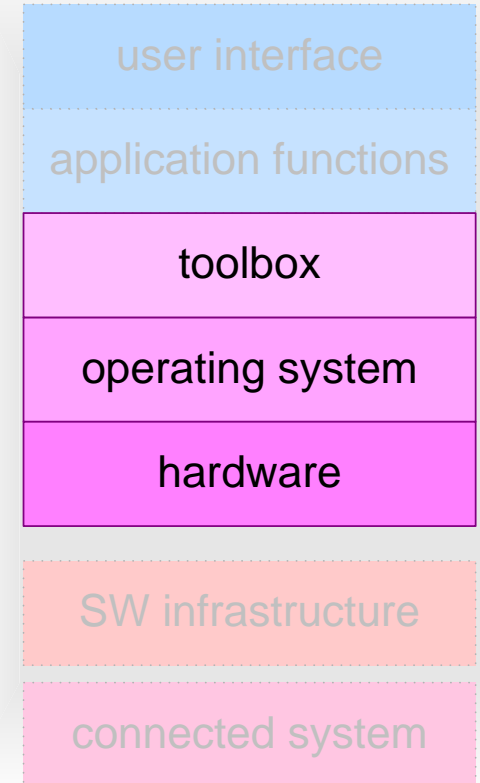 user interface
application functions
toolbox
operating system
hardware
SW infrastructure
connected system